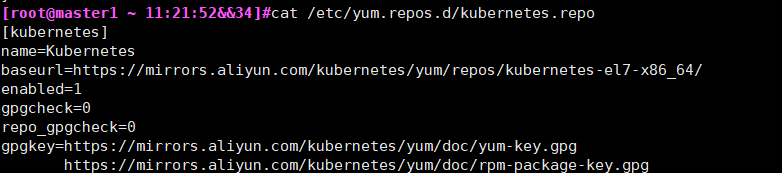 [root@master1 ~ 11:21:52&&34]#cat /etc/yum.repos.d/kubernetes.repo
[kubernetes]
name=Kubernetes
baseurl=https://mirrors.aliyun.com/kubernetes/yum/repos/kubernetes-el7-x86_64/
enabled=1
gpgcheck=0
repo_gpgcheck=0
gpgkey=https://mirrors.aliyun.com/kubernetes/yum/doc/yum-key.gpg
https://mirrors.aliyun.com/kubernetes/yum/doc/rpm-package-key.gpg